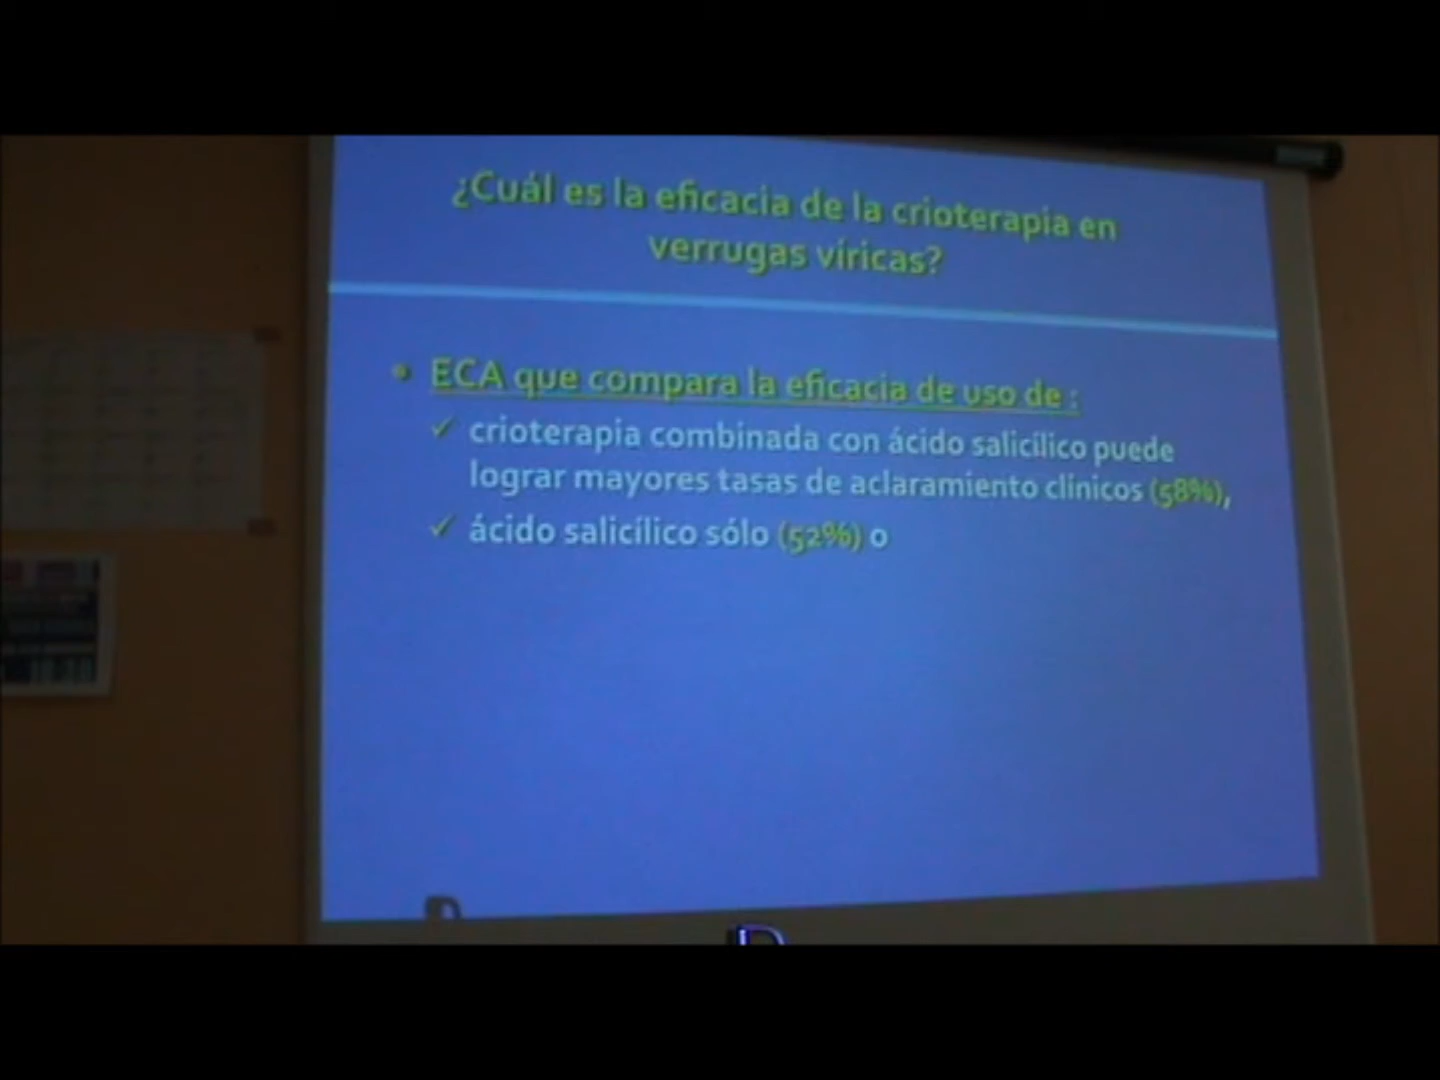 ¿Cuál es la eficacia de la crioterapia en
verrugas víricas?
ECA que compara la eficacia de uso de :
crioterapia combinada con ácido salicílico puede
lograr mayores tasas de aclaramiento clínicos (58%),
ácido salicílico sólo (52%) o